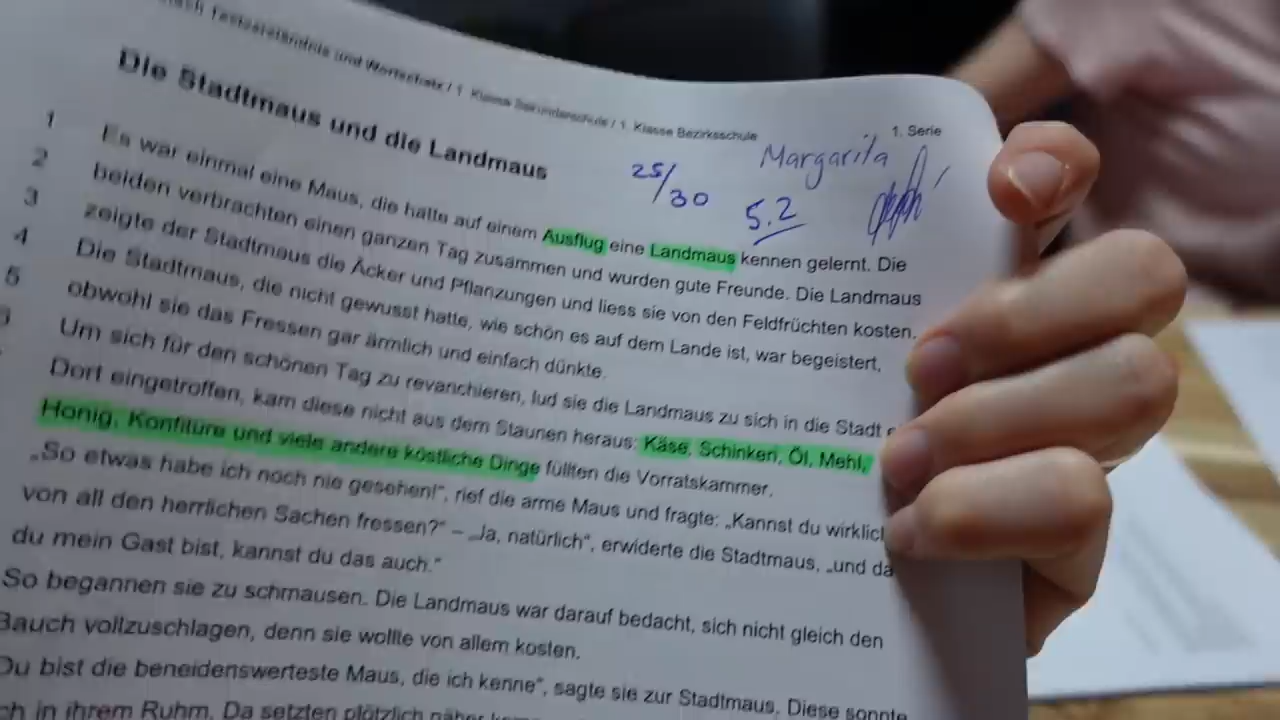 Textverständnis und Wortschatz / 1. Klasse Sekundarschule / 1. Klasse Bezirksschule
1. Serie
Margarita
25/30
5.2
Die Stadtmaus und die Landmaus
1 Es war einmal eine Maus, die hatte auf einem Ausflug eine Landmaus kennen gelernt. Die
2 beiden verbrachten einen ganzen Tag zusammen und wurden gute Freunde. Die Landmaus
3 zeigte der Stadtmaus die Äcker und Pflanzungen und liess sie von den Feldfrüchten kosten.
4 Die Stadtmaus, die nicht gewusst hatte, wie schön es auf dem Lande ist, war begeistert,
5 obwohl sie das Fressen gar ärmlich und einfach dünkte.
Um sich für den schönen Tag zu revanchieren, lud sie die Landmaus zu sich in die Stadt
Dort eingetroffen, kam diese nicht aus dem Staunen heraus: Käse, Schinken, Öl, Mehl,
Honig, Konfitüre und viele andere köstliche Dinge füllten die Vorratskammer.
„So etwas habe ich noch nie gesehen!“, rief die arme Maus und fragte: „Kannst du wirklich
von all den herrlichen Sachen fressen?“ – „Ja, natürlich“, erwiderte die Stadtmaus, „und da
du mein Gast bist, kannst du das auch.“
So begannen sie zu schmausen. Die Landmaus war darauf bedacht, sich nicht gleich den
Bauch vollzuschlagen, denn sie wollte von allem kosten.
Du bist die beneidenswerteste Maus, die ich kenne“, sagte sie zur Stadtmaus. Diese sonnte
ch in ihrem Ruhm. Da setzten plötzlich näher